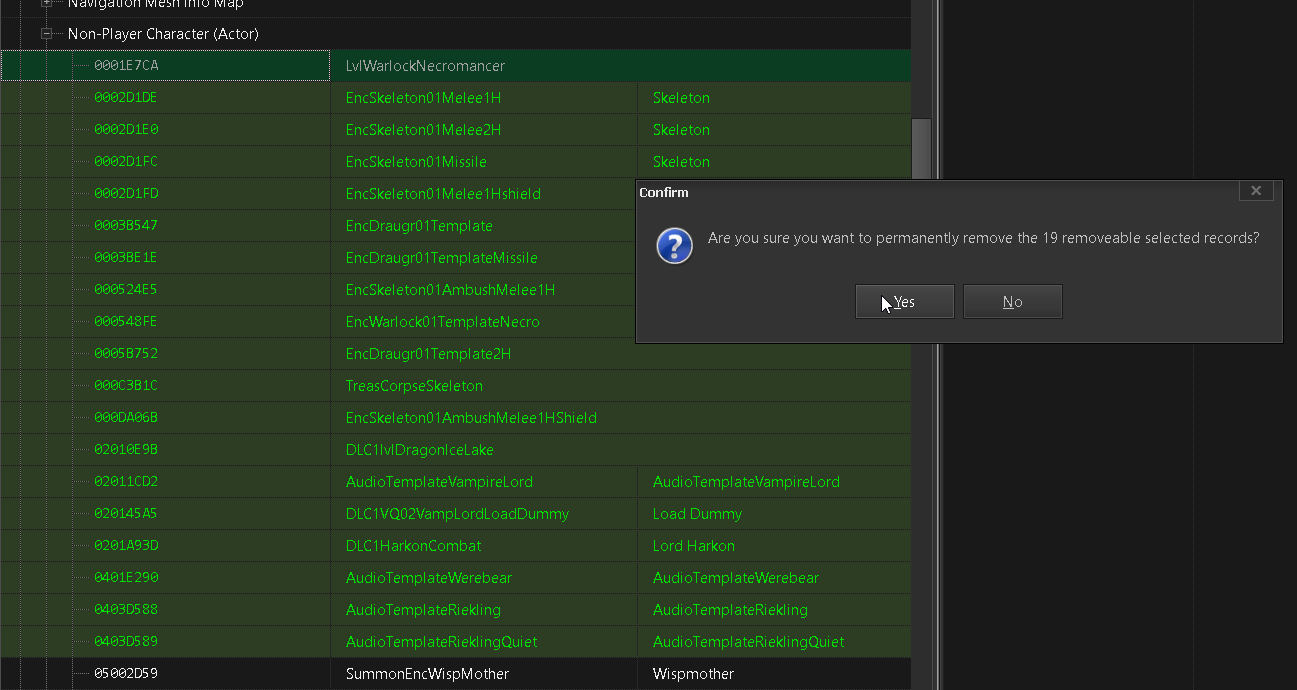 Navigation Mesh Info Map
Non-Player Character (Actor)
0001E7CA LvlWarlockNecromancer
0002D1DE EncSkeleton01Melee1H Skeleton
0002D1E0 EncSkeleton01Melee2H Skeleton
0002D1FC EncSkeleton01Missile Skeleton
0002D1FD EncSkeleton01Melee1Hshield
0003B547 EncDraugr01Template
0003BE1E EncDraugr01TemplateMissile
000524E5 EncSkeleton01AmbushMelee1H
000548FE EncWarlock01TemplateNecro
0005B752 EncDraugr01Template2H
000C3B1C TreasCorpseSkeleton
000DA06B EncSkeleton01AmbushMelee1HShield
02010E9B DLC1lvlDragonIceLake
02011CD2 AudioTemplateVampireLord AudioTemplateVampireLord
020145A5 DLC1VQ02VampLordLoadDummy Load Dummy
0201A93D DLC1HarkonCombat Lord Harkon
0401E290 AudioTemplateWerebear AudioTemplateWerebear
0403D588 AudioTemplateRiekling AudioTemplateRiekling
0403D589 AudioTemplateRieklingQuiet AudioTemplateRieklingQuiet
05002D59 SummonEncWispMother Wispmother
Confirm
Are you sure you want to permanently remove the 19 removeable selected records?
Yes No